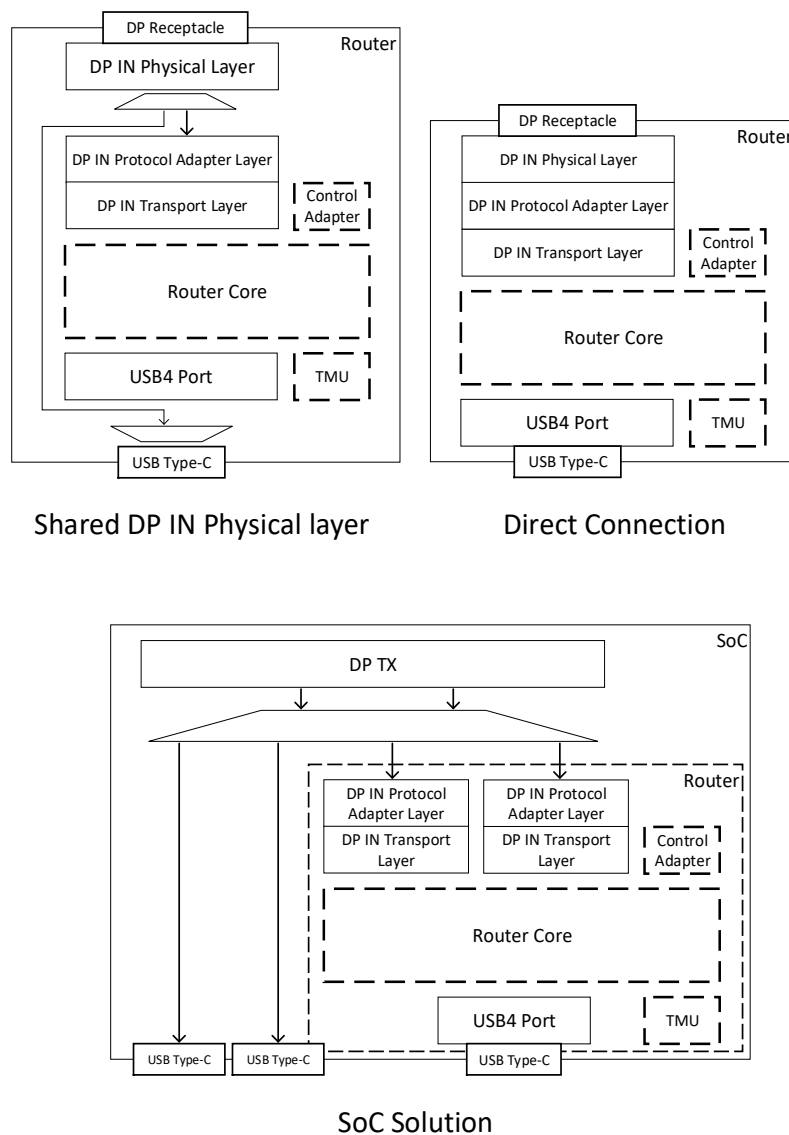 DP Receptacle
Router
DP IN Physical Layer
DP IN Protocol Adapter Layer
DP IN Transport Layer
Control
Adapter
Router Core
USB4 Port
TMU
USB Type-C
Shared DP IN Physical layer
DP Receptacle
Router
DP IN Physical Layer
DP IN Protocol Adapter Layer
DP IN Transport Layer
Control
Adapter
Router Core
USB4 Port
TMU
USB Type-C
Direct Connection
SoC
DP TX
Router
DP IN Protocol
Adapter Layer
DP IN Transport
Layer
DP IN Protocol
Adapter Layer
DP IN Transport
Layer
Control
Adapter
Router Core
USB4 Port
TMU
USB Type-C
USB Type-C
USB Type-C
SoC Solution